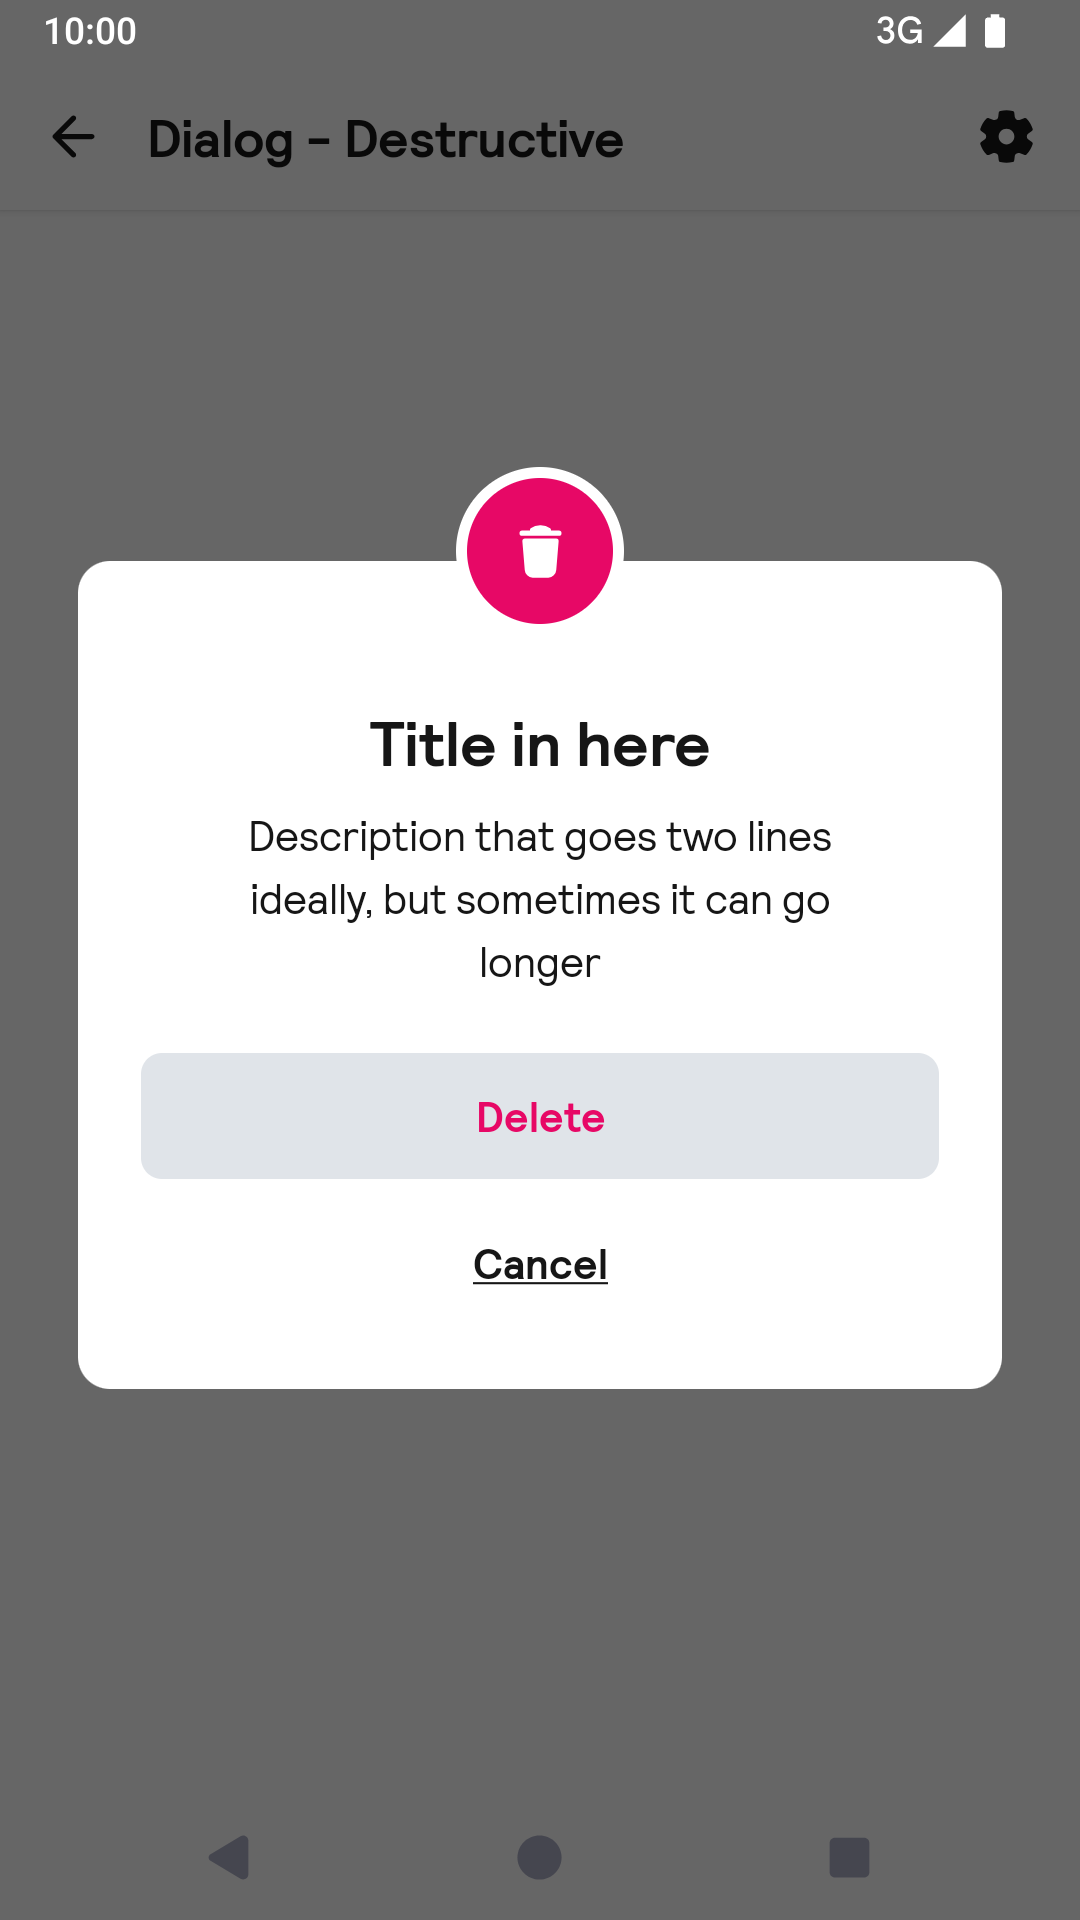 10:00
3G
Dialog - Destructive
Title in here
Description that goes two lines
ideally, but sometimes it can go
longer
Delete
Cancel